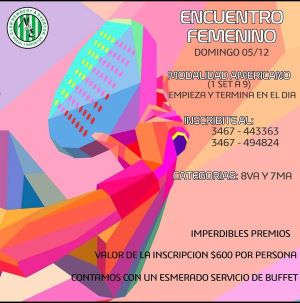 ENCUENTRO
FEMENINO
DOMINGO 05/12
MODALIDAD AMERICANO
(1 SET A 9)
EMPIEZA Y TERMINA EN EL DIA
INSCRIBITE AL:
3467 - 443363
3467 - 494824
CATEGORIAS: 8VA Y 7MA
IMPERDIBLES PREMIOS
VALOR DE LA INSCRIPCION $600 POR PERSONA
CONTAMOS CON UN ESMERADO SERVICIO DE BUFFET